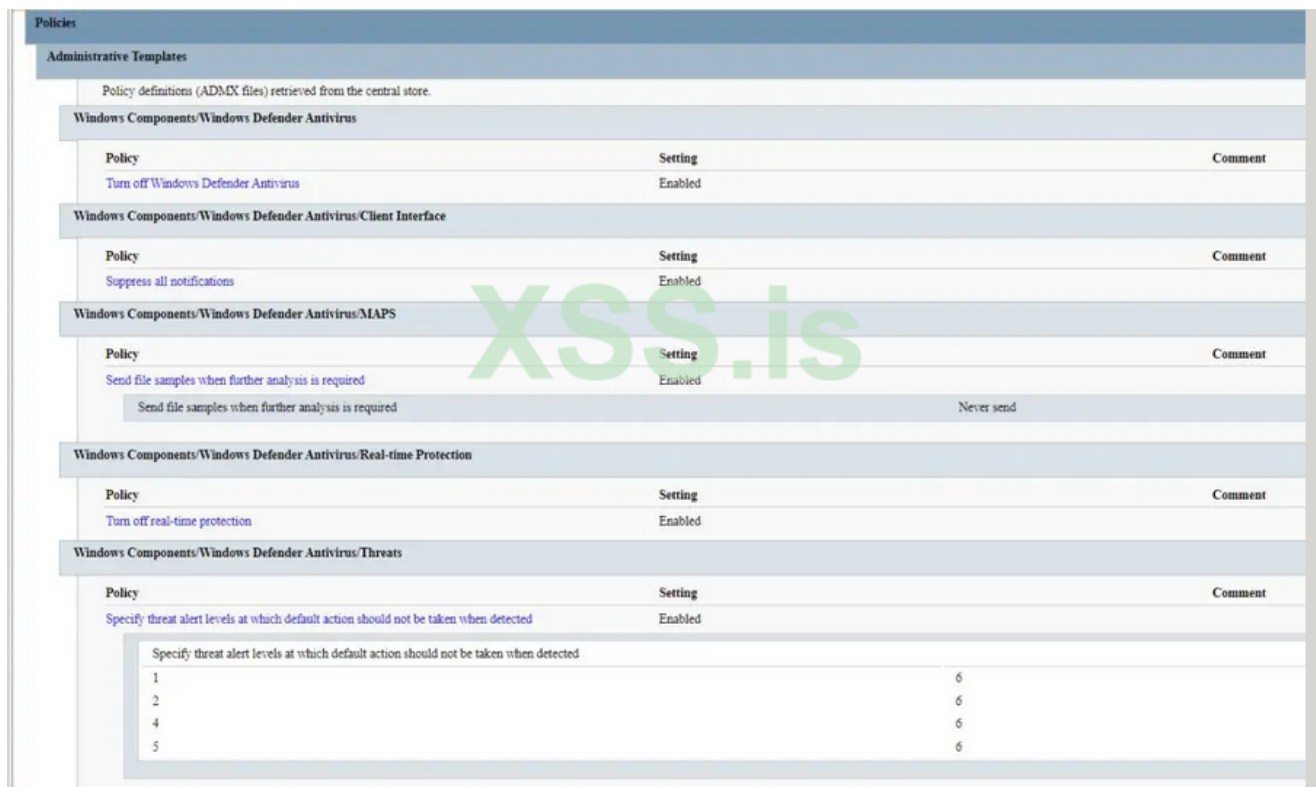 Policies
Administrative Templates
Policy definitions (ADMX files) retrieved from the central store.
Windows Components/Windows Defender Antivirus
Policy Setting Comment
Turn off Windows Defender Antivirus Enabled
Windows Components/Windows Defender Antivirus/Client Interface
Policy Setting Comment
Suppress all notifications Enabled
XSS.is
Windows Components/Windows Defender Antivirus/MAPS
Policy Setting Comment
Send file samples when further analysis is required Enabled
Send file samples when further analysis is required Never send
Windows Components/Windows Defender Antivirus/Real-time Protection
Policy Setting Comment
Turn off real-time protection Enabled
Windows Components/Windows Defender Antivirus/Threats
Policy Setting Comment
Specify threat alert levels at which default action should not be taken when detected Enabled
Specify threat alert levels at which default action should not be taken when detected
1 6
2 6
4 6
5 6